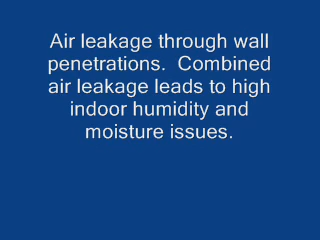 Air leakage through wall
penetrations.  Combined
air leakage leads to high
indoor humidity and
moisture issues.